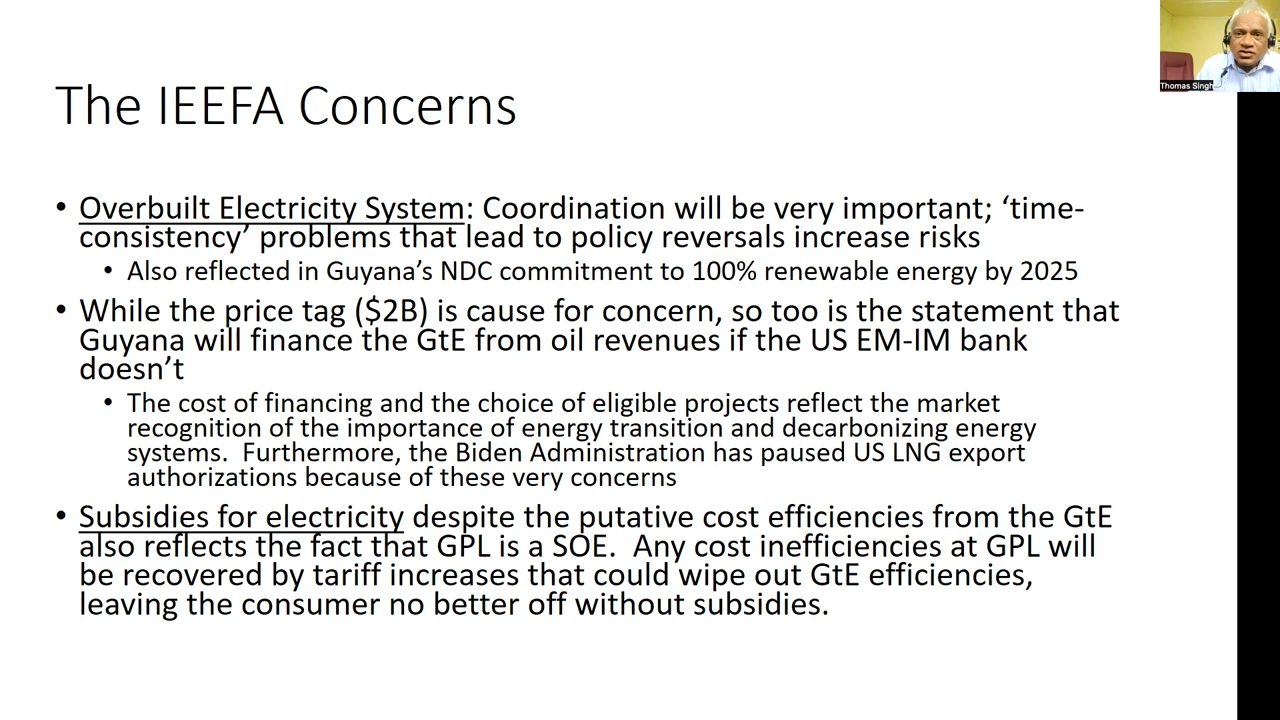 The IEEFA Concerns
Thomas Singh
• Overbuilt Electricity System: Coordination will be very important; ‘time-
consistency’ problems that lead to policy reversals increase risks
• Also reflected in Guyana’s NDC commitment to 100% renewable energy by 2025
• While the price tag ($2B) is cause for concern, so too is the statement that
Guyana will finance the GtE from oil revenues if the US EM-IM bank
doesn’t
• The cost of financing and the choice of eligible projects reflect the market
recognition of the importance of energy transition and decarbonizing energy
systems.  Furthermore, the Biden Administration has paused US LNG export
authorizations because of these very concerns
• Subsidies for electricity despite the putative cost efficiencies from the GtE
also reflects the fact that GPL is a SOE.  Any cost inefficiencies at GPL will
be recovered by tariff increases that could wipe out GtE efficiencies,
leaving the consumer no better off without subsidies.